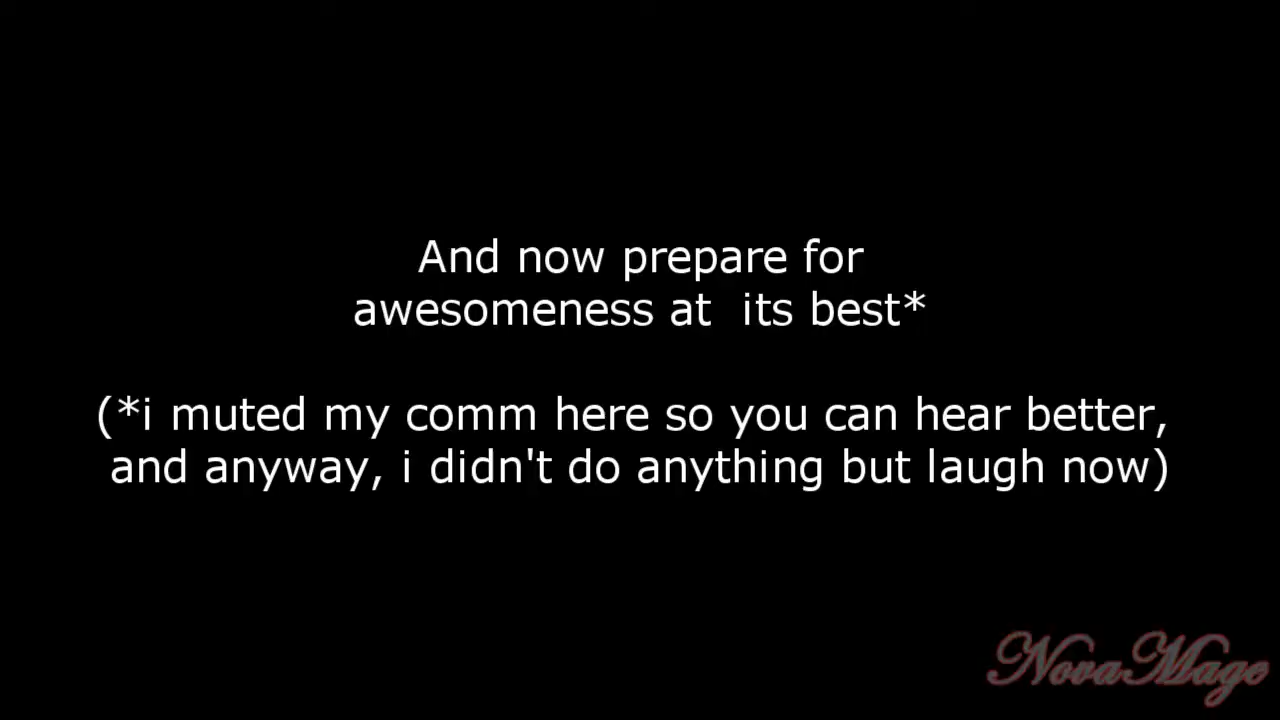 And now prepare for
awesomeness at  its best*
(*i muted my comm here so you can hear better,
and anyway, i didn't do anything but laugh now)
NovaMage